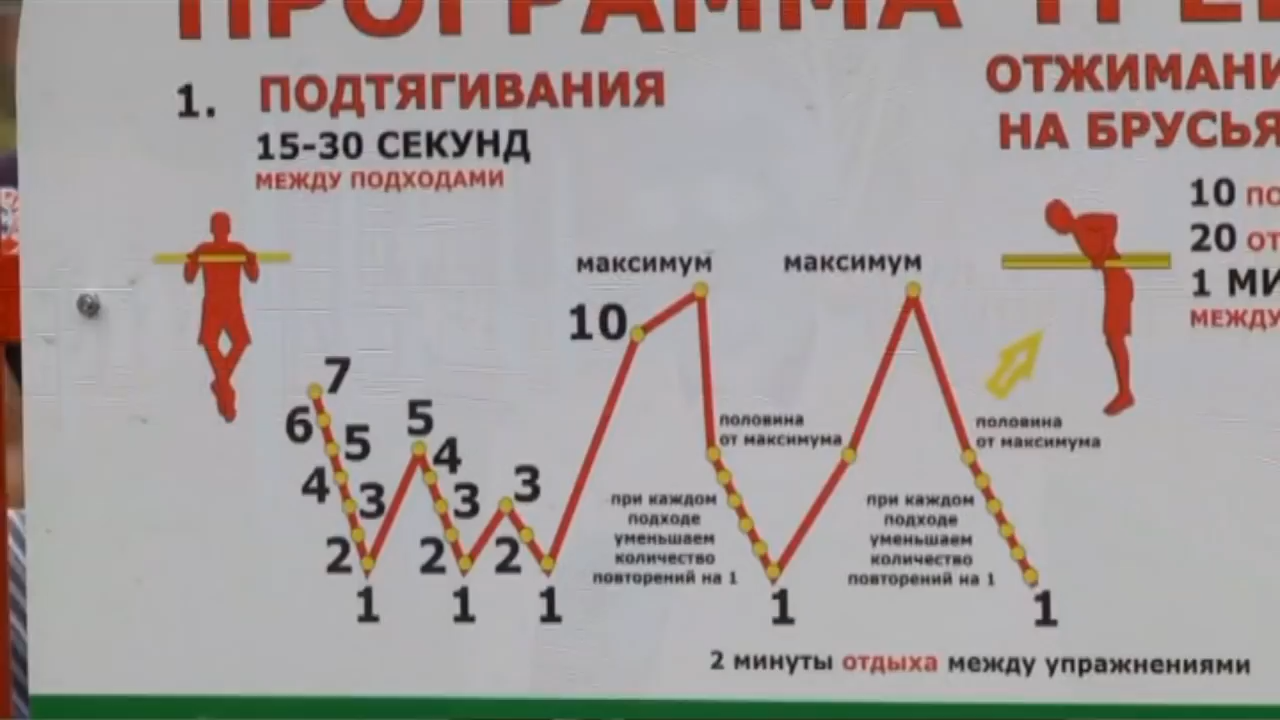 ПРОГРАММА
1. ПОДТЯГИВАНИЯ
15-30 СЕКУНД
МЕЖДУ ПОДХОДАМИ
ОТЖИМАНИ
НА БРУСЬЯ
10 ПО
20 ОТ
1 МИ
МЕЖДУ
максимум
максимум
10
7
6
5
4
3
2
1
5
4
3
2
1
3
2
1
половина
от максимума
при каждом
подходе
уменьшаем
количество
повторений на 1
1
половина
от максимума
при каждом
подходе
уменьшаем
количество
повторений на 1
1
2 минуты отдыха между упражнениями